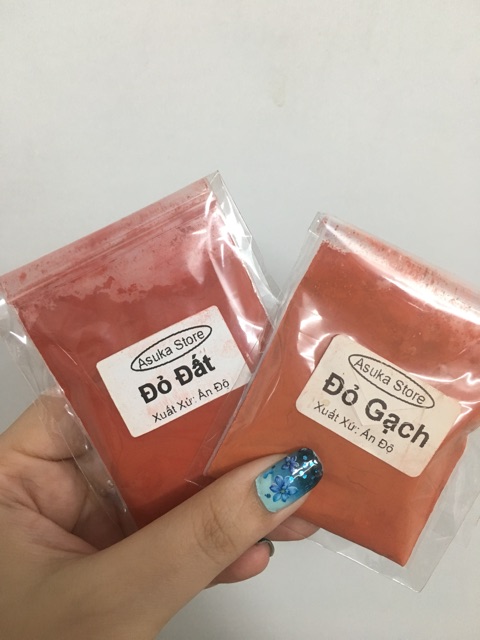 Asuka Store
Đỏ Đất
Xuất Xứ: Ấn Độ
Asuka Store
Đỏ Gạch
Xuất Xứ: Ấn Độ